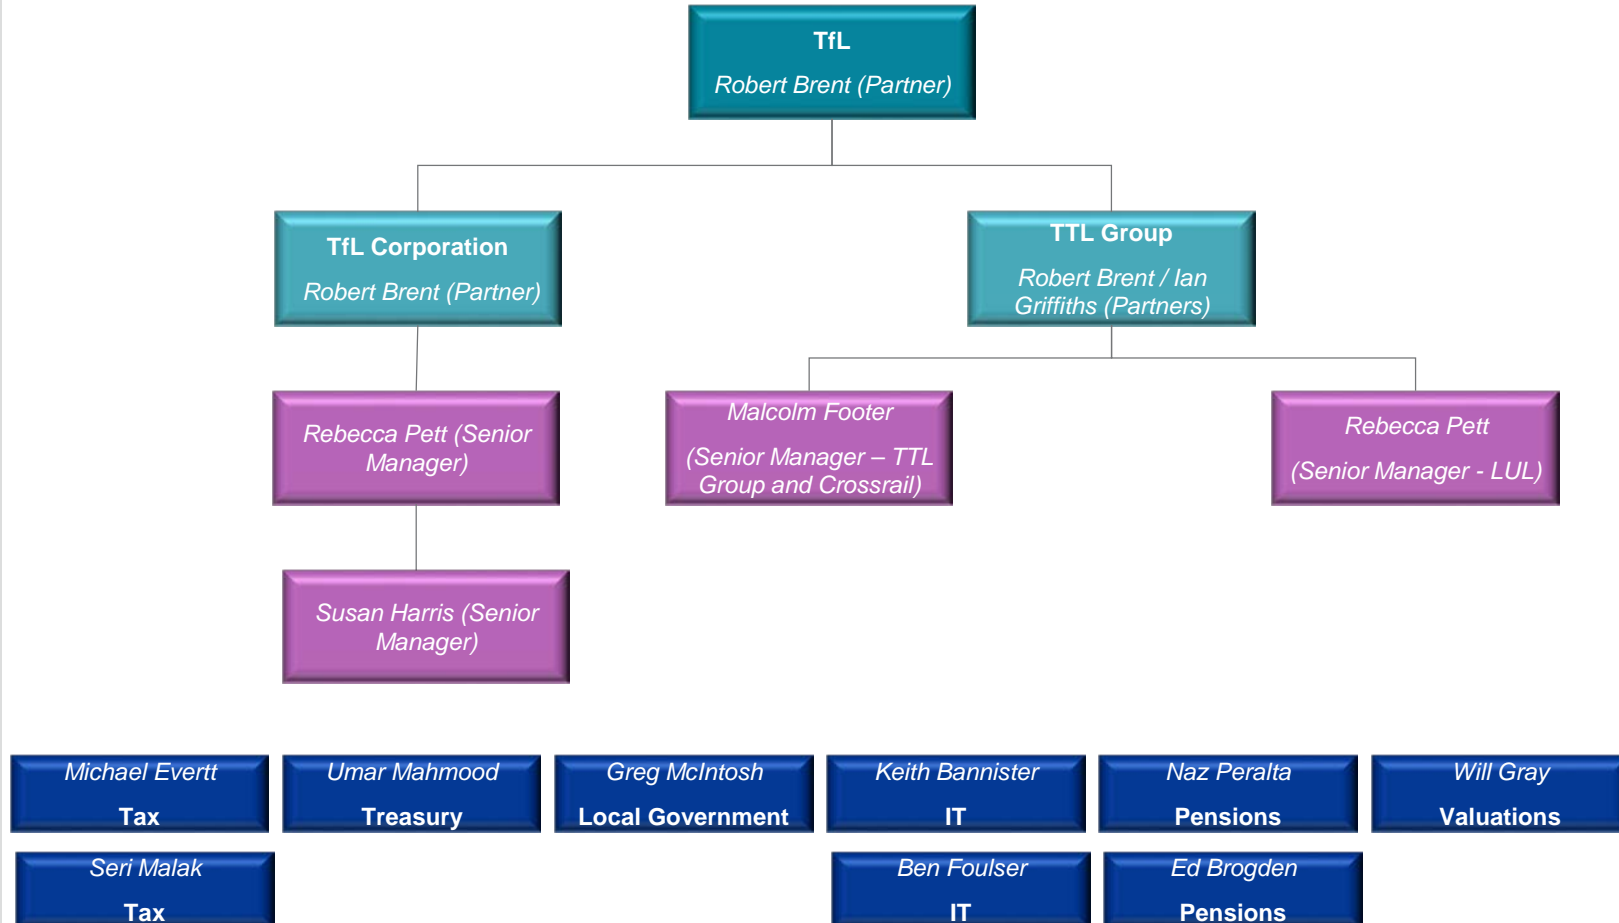 TfL
Robert Brent (Partner)
TfL Corporation
Robert Brent (Partner)
TTL Group
Robert Brent / Ian
Griffiths (Partners)
Rebecca Pett (Senior
Manager)
Malcolm Footer
(Senior Manager – TTL
Group and Crossrail)
Rebecca Pett
(Senior Manager - LUL)
Susan Harris (Senior
Manager)
Michael Evertt
Tax
Umar Mahmood
Treasury
Greg McIntosh
Local Government
Keith Bannister
IT
Naz Peralta
Pensions
Will Gray
Valuations
Seri Malak
Tax
Ben Foulser
IT
Ed Brogden
Pensions